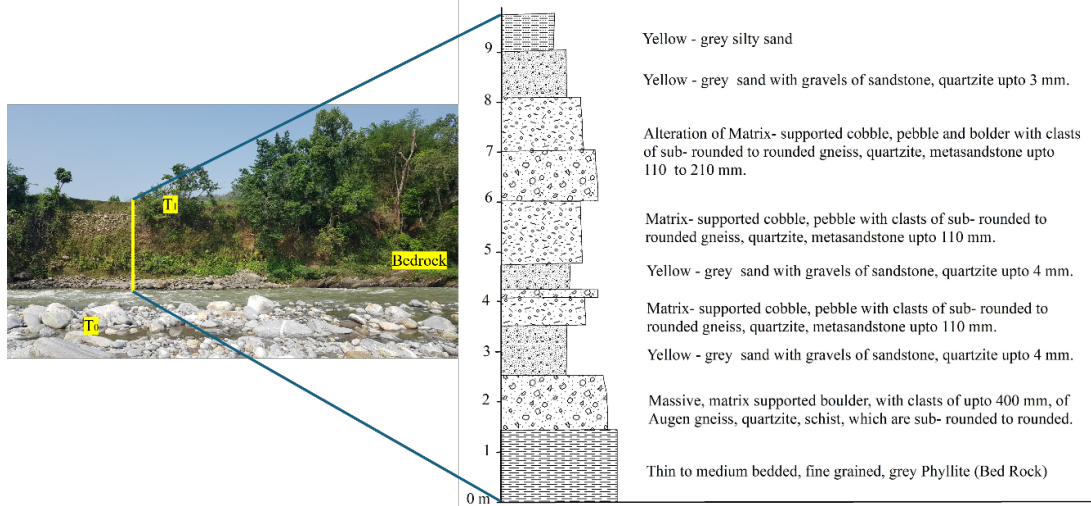 Yellow - grey silty sand
9
Yellow - grey sand with gravels of sandstone, quartzite upto 3 mm.
8
Alteration of Matrix- supported cobble, pebble and bolder with clasts
of sub- rounded to rounded gneiss, quartzite, metasandstone upto
110 to 210 mm.
7
T1
6
Matrix- supported cobble, pebble with clasts of sub- rounded to
rounded gneiss, quartzite, metasandstone upto 110 mm.
5
Bedrock
Yellow - grey sand with gravels of sandstone, quartzite upto 4 mm.
4
Matrix- supported cobble, pebble with clasts of sub- rounded to
rounded gneiss, quartzite, metasandstone upto 110 mm.
T0
3
Yellow - grey sand with gravels of sandstone, quartzite upto 4 mm.
2
Massive, matrix supported boulder, with clasts of upto 400 mm, of
Augen gneiss, quartzite, schist, which are sub- rounded to rounded.
1
Thin to medium bedded, fine grained, grey Phyllite (Bed Rock)
0 m